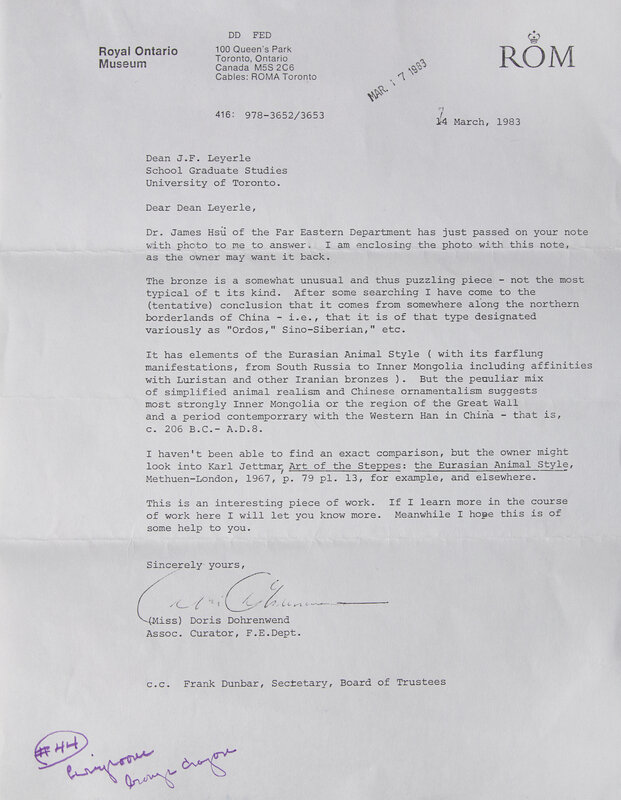 DD FED
Royal Ontario
Museum
100 Queen's Park
Toronto, Ontario
Canada M5S 2C6
Cables: ROMA Toronto
ROM
MAR. 17 1983
416: 978-3652/3653
14 March, 1983
7
Dean J.F. Leyerle
School Graduate Studies
University of Toronto.
Dear Dean Leyerle,
Dr. James Hsü of the Far Eastern Department has just passed on your note
with photo to me to answer. I am enclosing the photo with this note,
as the owner may want it back.
The bronze is a somewhat unusual and thus puzzling piece - not the most
typical of t its kind. After some searching I have come to the
(tentative) conclusion that it comes from somewhere along the northern
borderlands of China - i.e., that it is of that type designated
variously as "Ordos," Sino-Siberian," etc.
It has elements of the Eurasian Animal Style ( with its farflung
manifestations, from South Russia to Inner Mongolia including affinities
with Luristan and other Iranian bronzes ). But the peculiar mix
of simplified animal realism and Chinese ornamentalism suggests
most strongly Inner Mongolia or the region of the Great Wall
and a period contemporrary with the Western Han in China - that is,
c. 206 B.C.- A.D.8.
I haven't been able to find an exact comparison, but the owner might
look into Karl Jettmar, Art of the Steppes: the Eurasian Animal Style,
Methuen-London, 1967, p. 79 pl. 13, for example, and elsewhere.
This is an interesting piece of work. If I learn more in the course
of work here I will let you know more. Meanwhile I hope this is of
some help to you.
Sincerely yours,
(Miss) Doris Dohrenwend
Assoc. Curator, F.E.Dept.
c.c. Frank Dunbar, Secretary, Board of Trustees
#44
livingroom
bronze dragon